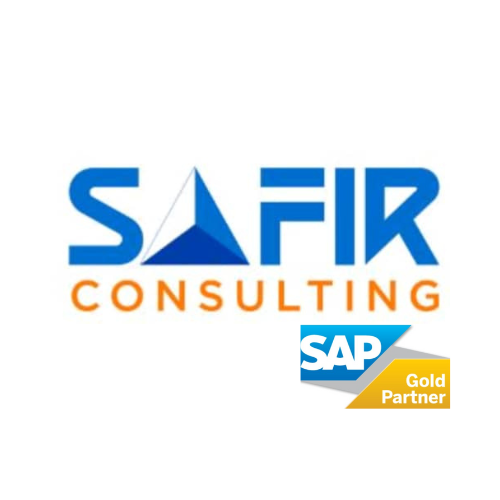 SAFIR
CONSULTING
SAP
Gold
Partner